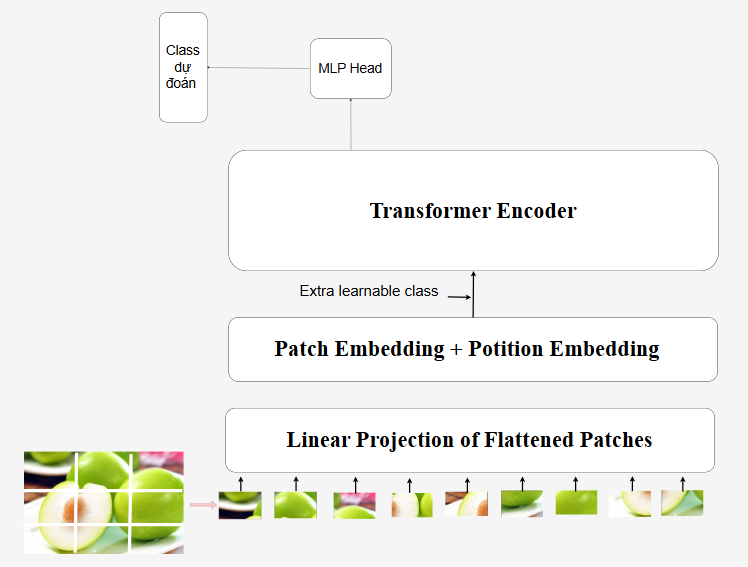 Class
dự
đoán
MLP Head
Transformer Encoder
Extra learnable class
Patch Embedding + Potition Embedding
Linear Projection of Flattened Patches